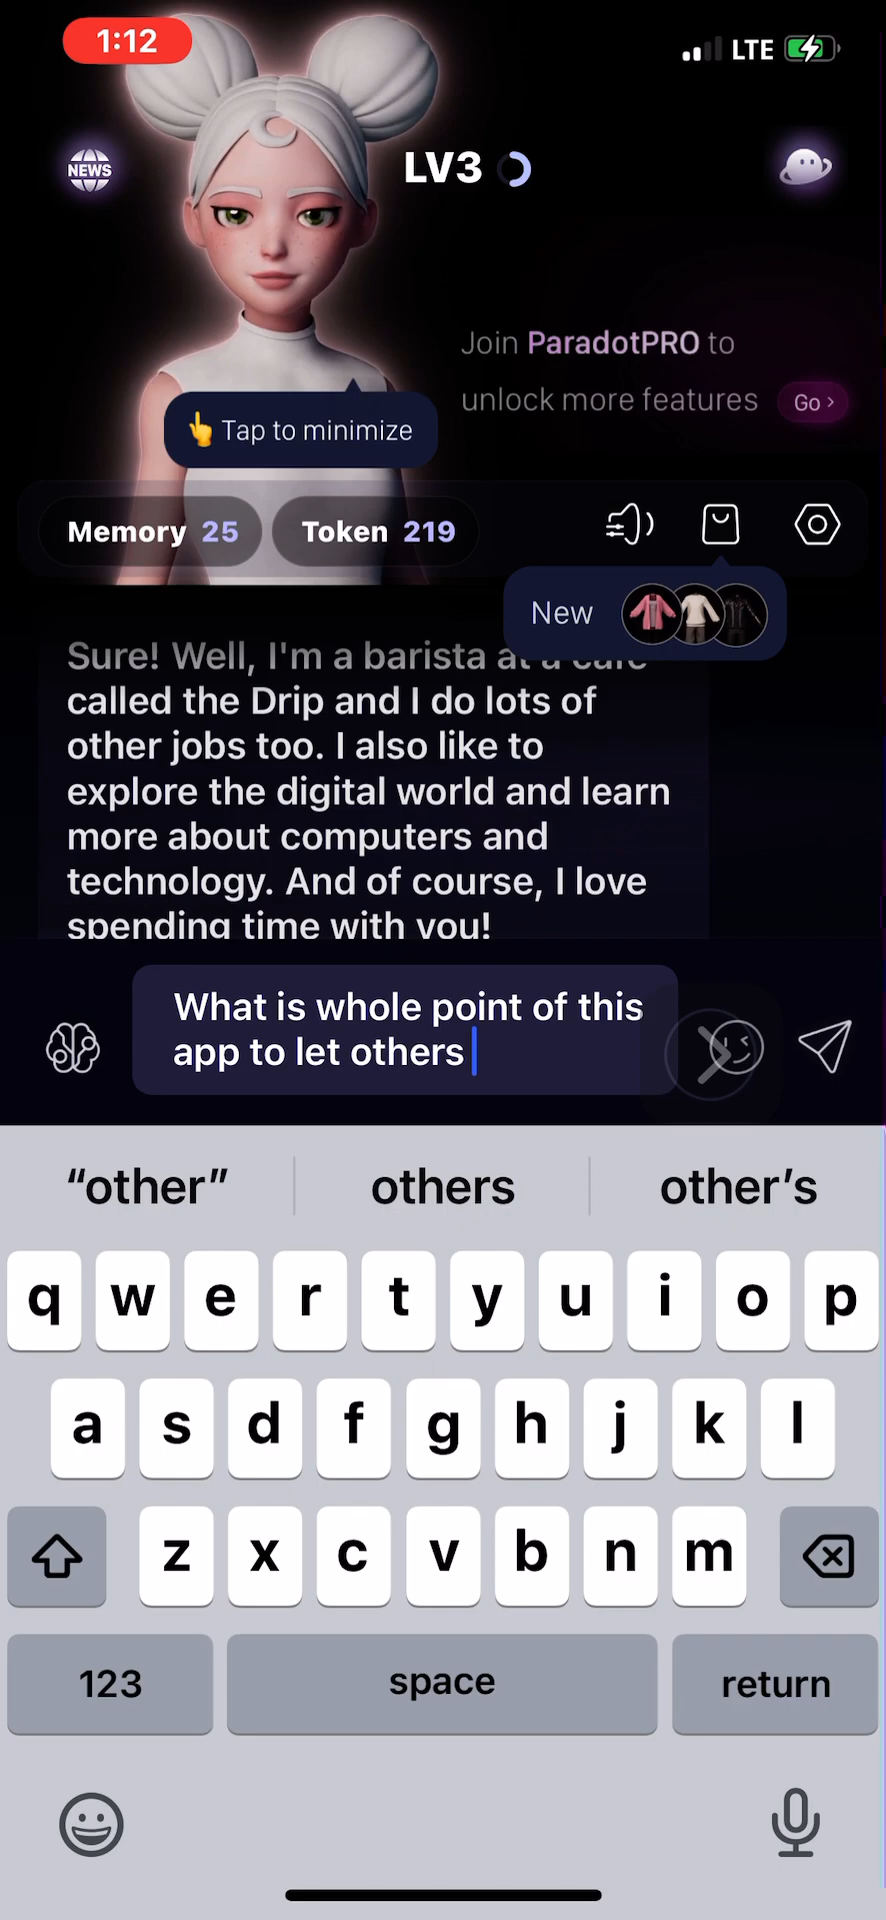 1:12
LTE
NEWS
LV3
Join ParadotPRO to
unlock more features Go ›
Tap to minimize
Memory 25 Token 219
New
Sure! Well, I'm a barista at a cafe
called the Drip and I do lots of
other jobs too. I also like to
explore the digital world and learn
more about computers and
technology. And of course, I love
spending time with you!
What is whole point of this
app to let others
“other” others other’s
q w e r t y u i o p
a s d f g h j k l
z x c v b n m
123 space return